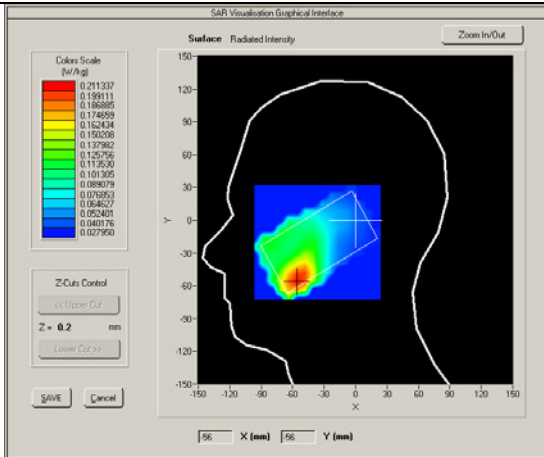 SAR Visualisation Graphical Interface
Surface Radiated Intensity
Zoom In/Out
Colors Scale
(W/kg)
0.211337
0.199111
0.186885
0.174659
0.162434
0.150208
0.137982
0.125756
0.113530
0.101305
0.089079
0.076853
0.064627
0.052401
0.040176
0.027950
Z-Cuts Control
<< Upper Cut
Z = 0.2 mm
Lower Cut >>
SAVE Cancel
150
120
90
60
30
0
-30
-60
-90
-120
-150
Y
-150 -120 -90 -60 -30 0 30 60 90 120 150
X
-56 X (mm) -56 Y (mm)